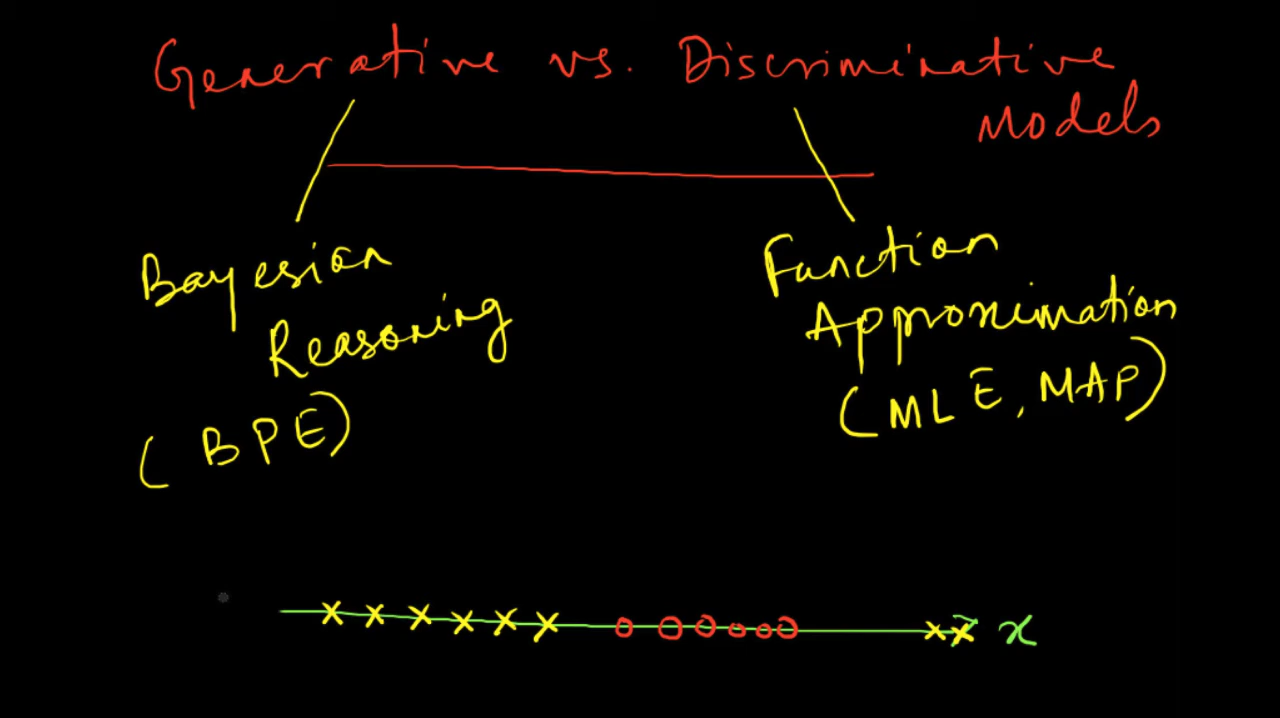 Generative vs. Discriminative
Models
Bayesian
Reasoning
(BPE)
Function
Approximation
(MLE, MAP)
x